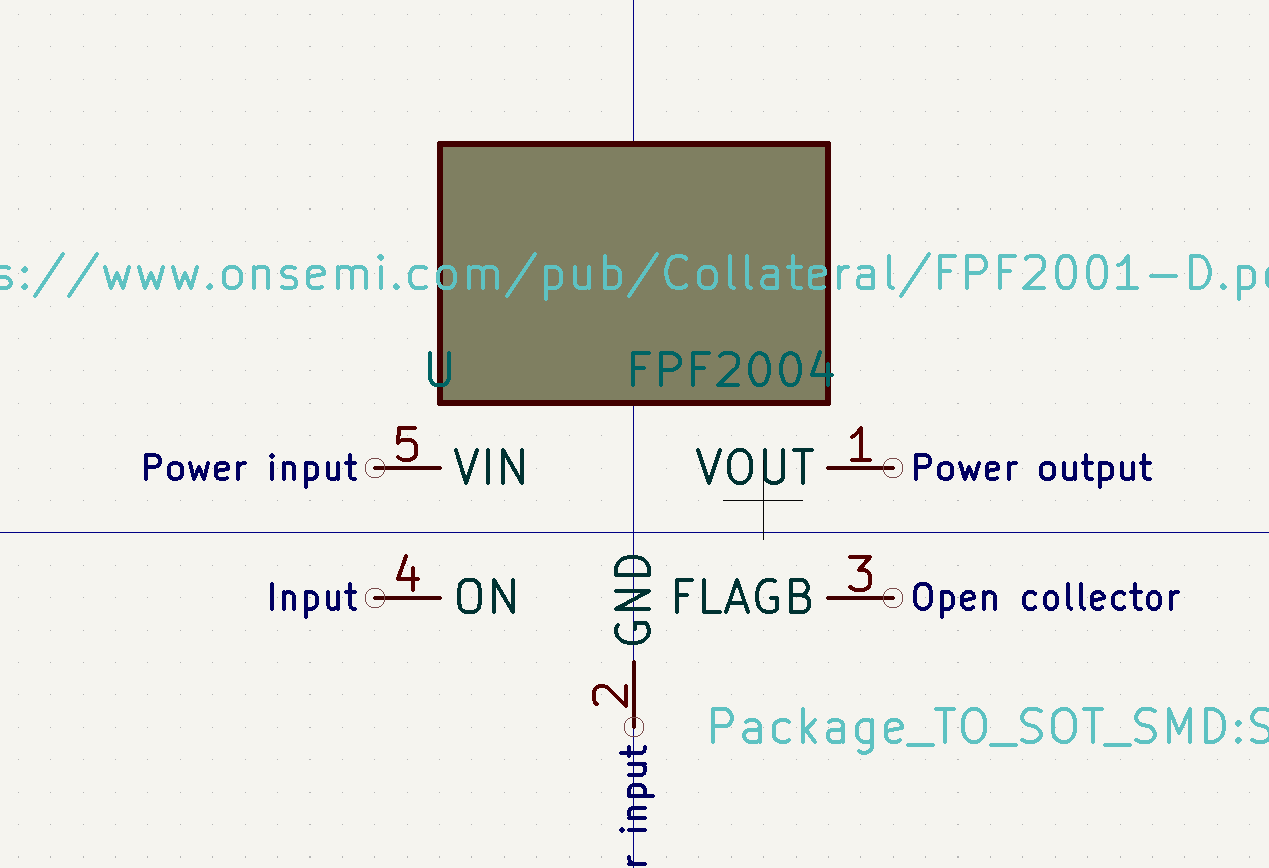 s://www.onsemi.com/pub/Collateral/FPF2001-D.p
U FPF2004
Power input 5 VIN VOUT 1 Power output
Input 4 ON GND FLAGB 3 Open collector
2
Package_TO_SOT_SMD:S
r input